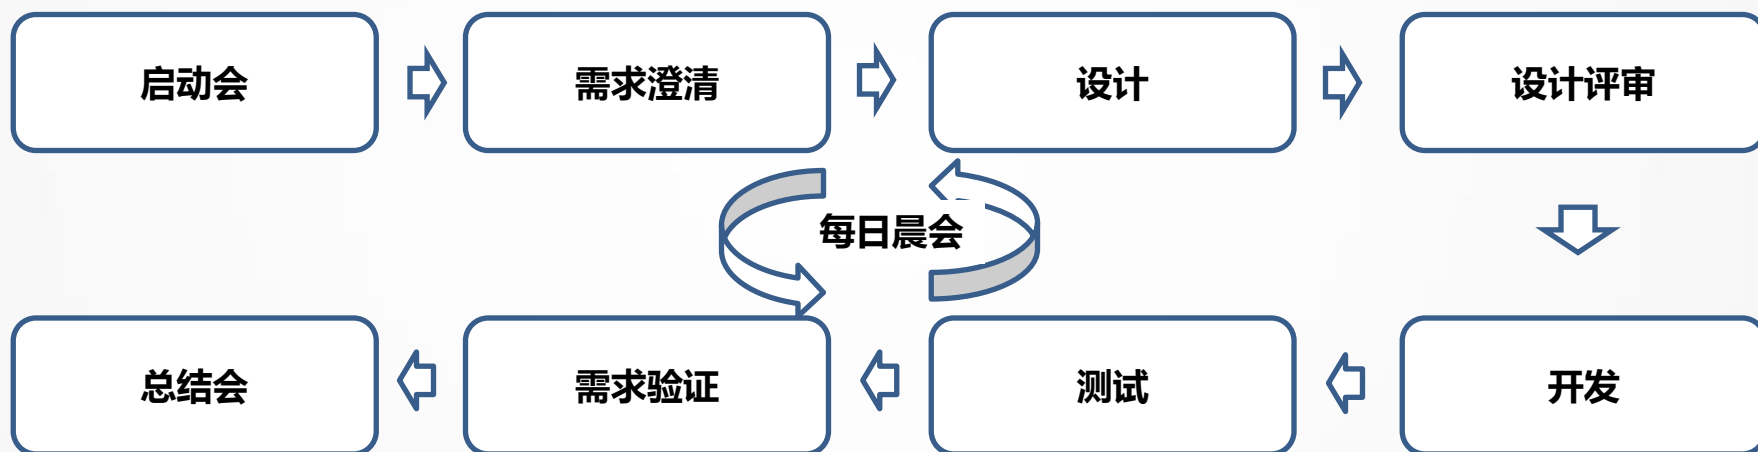 启动会
需求澄清
设计
设计评审
每日晨会
总结会
需求验证
测试
开发